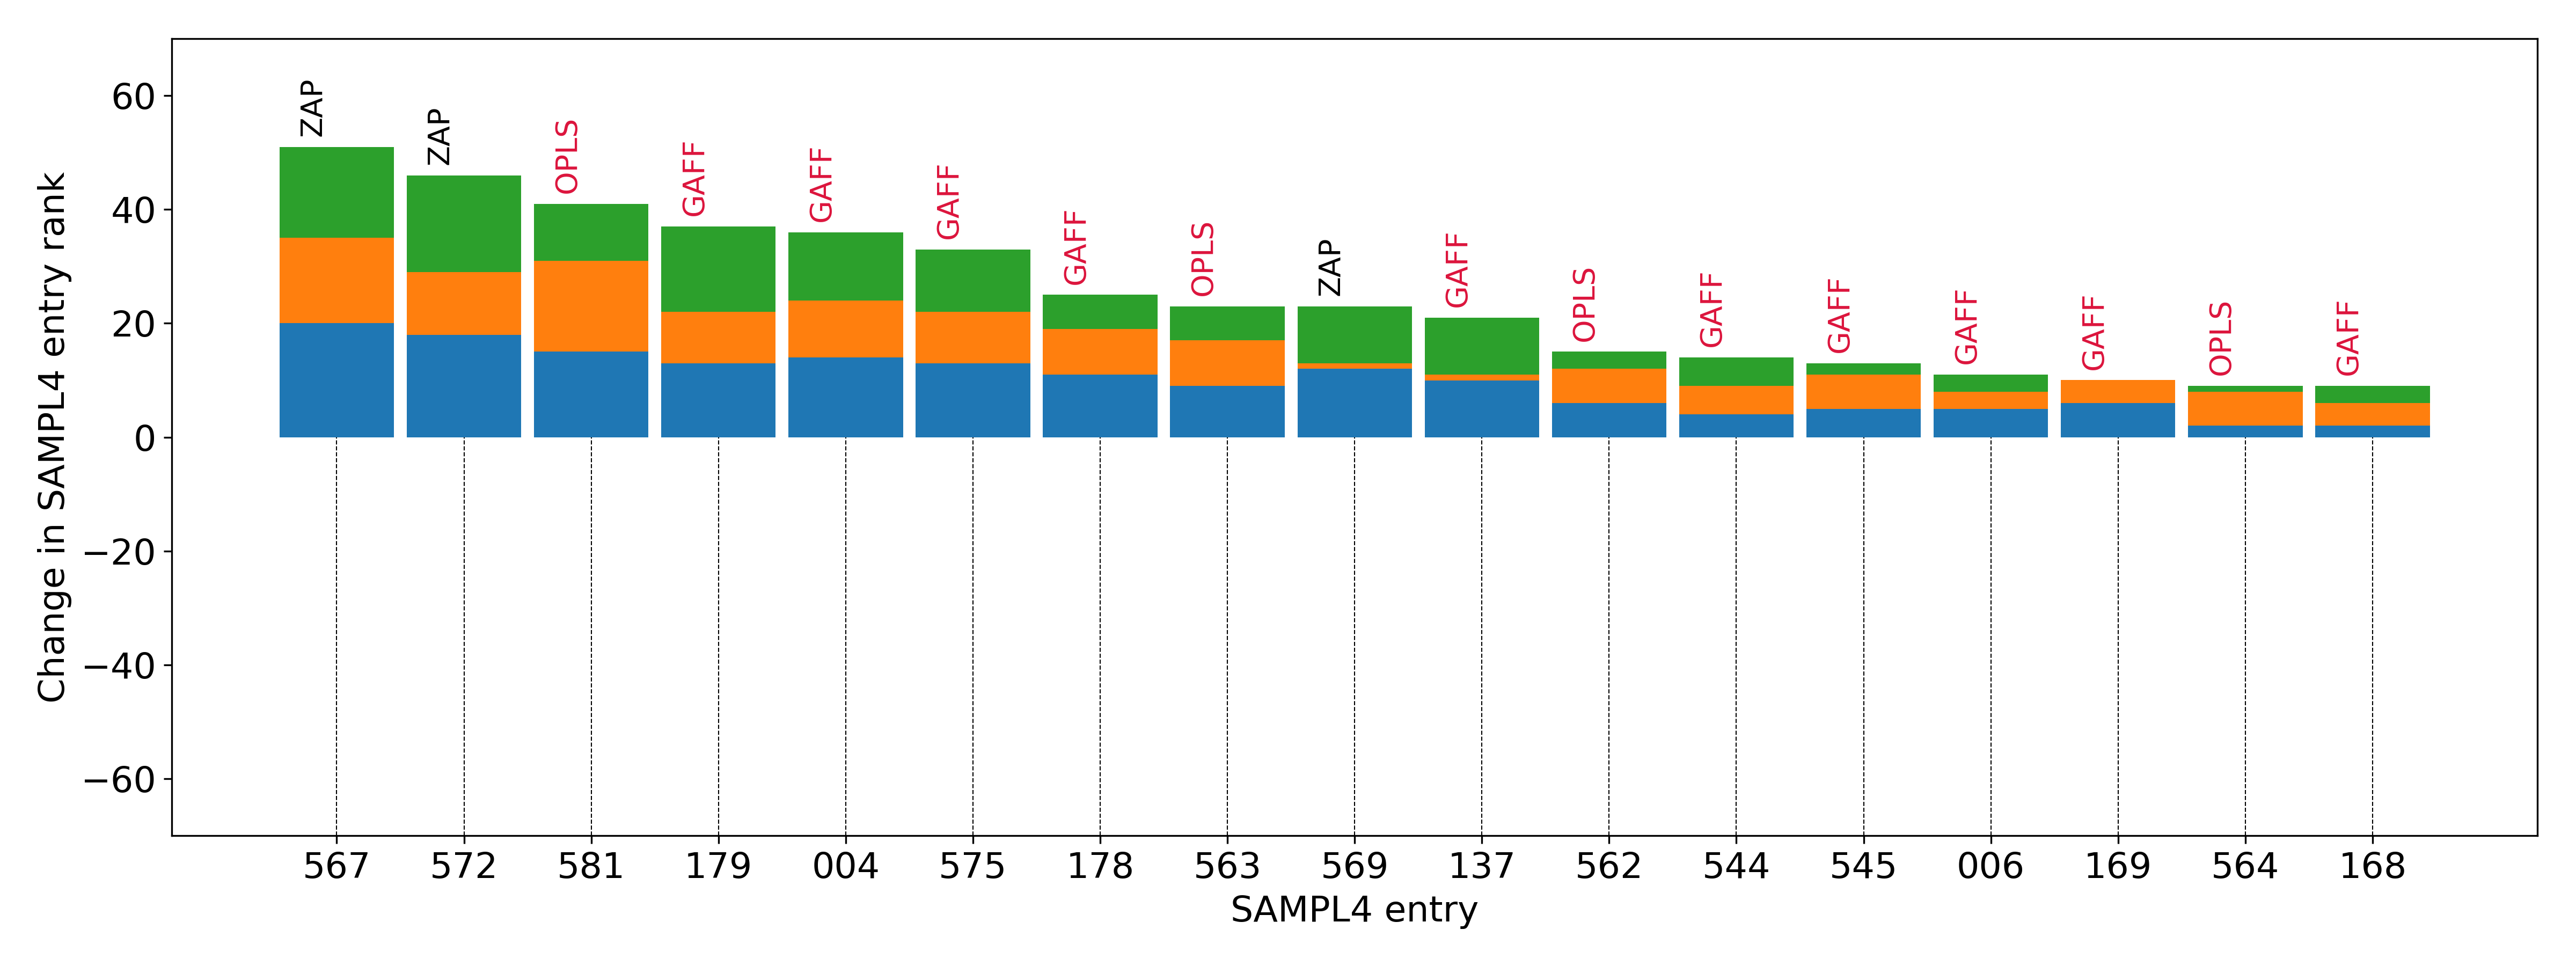 Change in SAMPL4 entry rank
60
40
20
0
−20
−40
−60
ZAP
ZAP
OPLS
GAFF
GAFF
GAFF
GAFF
OPLS
ZAP
GAFF
OPLS
GAFF
GAFF
GAFF
GAFF
OPLS
GAFF
567 572 581 179 004 575 178 563 569 137 562 544 545 006 169 564 168
SAMPL4 entry